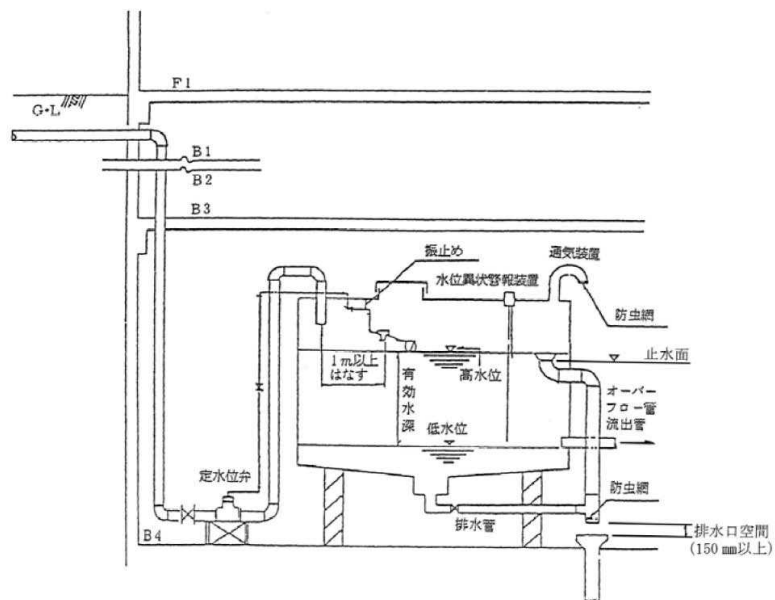 F1
G・L
B1
B2
B3
振止め
通気装置
水位異状警報装置
防虫網
止水面
1m以上
はなす
有効水深
高水位
オーバー
フロー管
流出管
低水位
定水位弁
防虫網
排水管
排水口空間
(150㎜以上)
B4